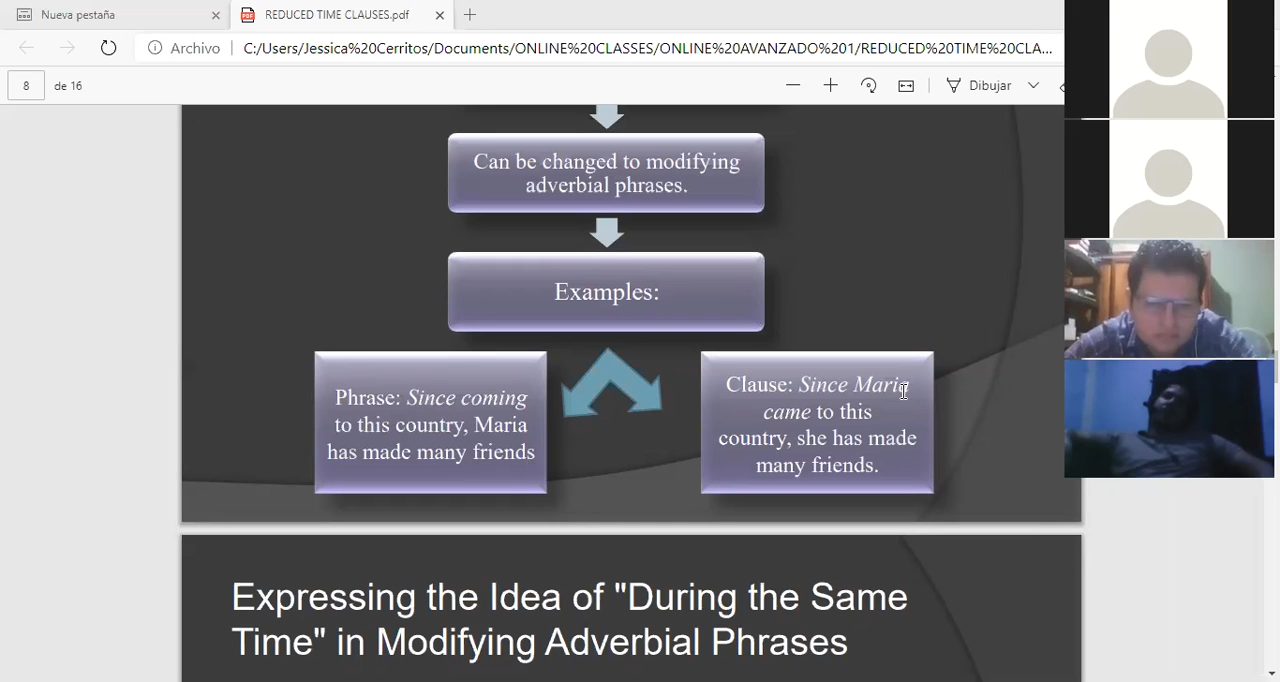 Nueva pestaña
REDUCED TIME CLAUSES.pdf
Archivo
C:/Users/Jessica%20Cerritos/Documents/ONLINE%20CLASSES/ONLINE%20AVANZADO%201/REDUCED%20TIME%20CLA...
8 de 16
Dibujar
Can be changed to modifying
adverbial phrases.
Examples:
Phrase: Since coming
to this country, Maria
has made many friends
Clause: Since Maria
came to this
country, she has made
many friends.
Expressing the Idea of "During the Same
Time" in Modifying Adverbial Phrases